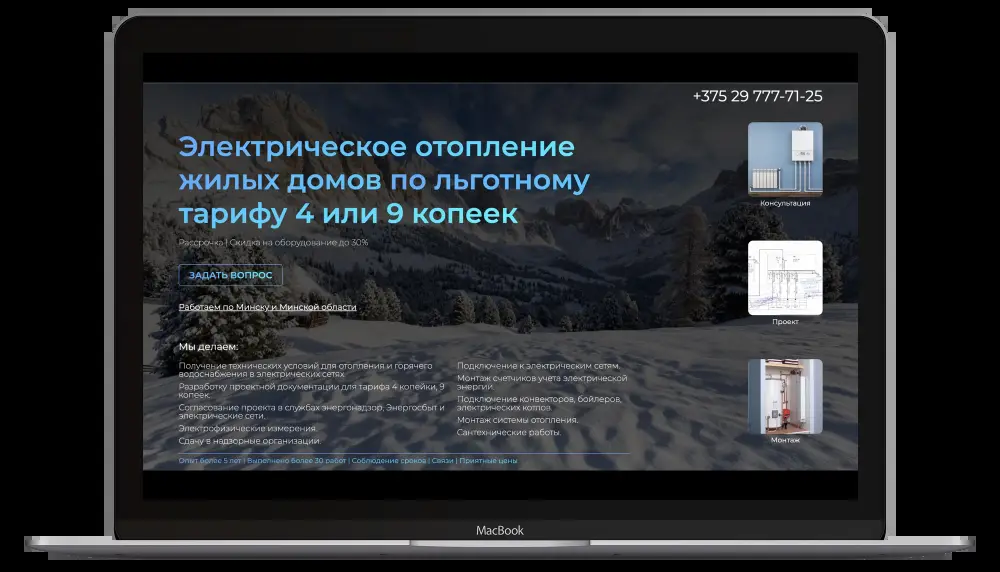 +375 29 777-71-25
Электрическое отопление
жилых домов по льготному
тарифу 4 или 9 копеек
Рассрочка | Скидка на оборудование до 30%
ЗАДАТЬ ВОПРОС
Работаем по Минску и Минской области
Консультация
Проект
Монтаж
Мы делаем:
Получение технических условий для отопления и горячего
водоснабжения в электрических сетях
Разработку проектной документации для тарифа 4 копейки, 9
копеек.
Согласование проекта в службах энергонадзор, Энергосбыт и
электрические сети.
Электрофизические измерения.
Сдачу в надзорные организации.
Подключение к электрическим сетям.
Монтаж счетчиков учета электрической
энергии.
Подключение конвекторов, бойлеров,
электрических котлов.
Монтаж системы отопления.
Сантехнические работы.
Опыт более 5 лет | Выполнено более 30 работ | Соблюдение сроков | Связи | Приятные цены
MacBook